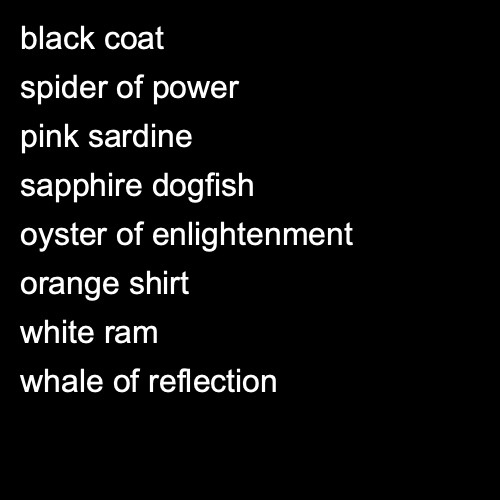 black coat
spider of power
pink sardine
sapphire dogfish
oyster of enlightenment
orange shirt
white ram
whale of reflection